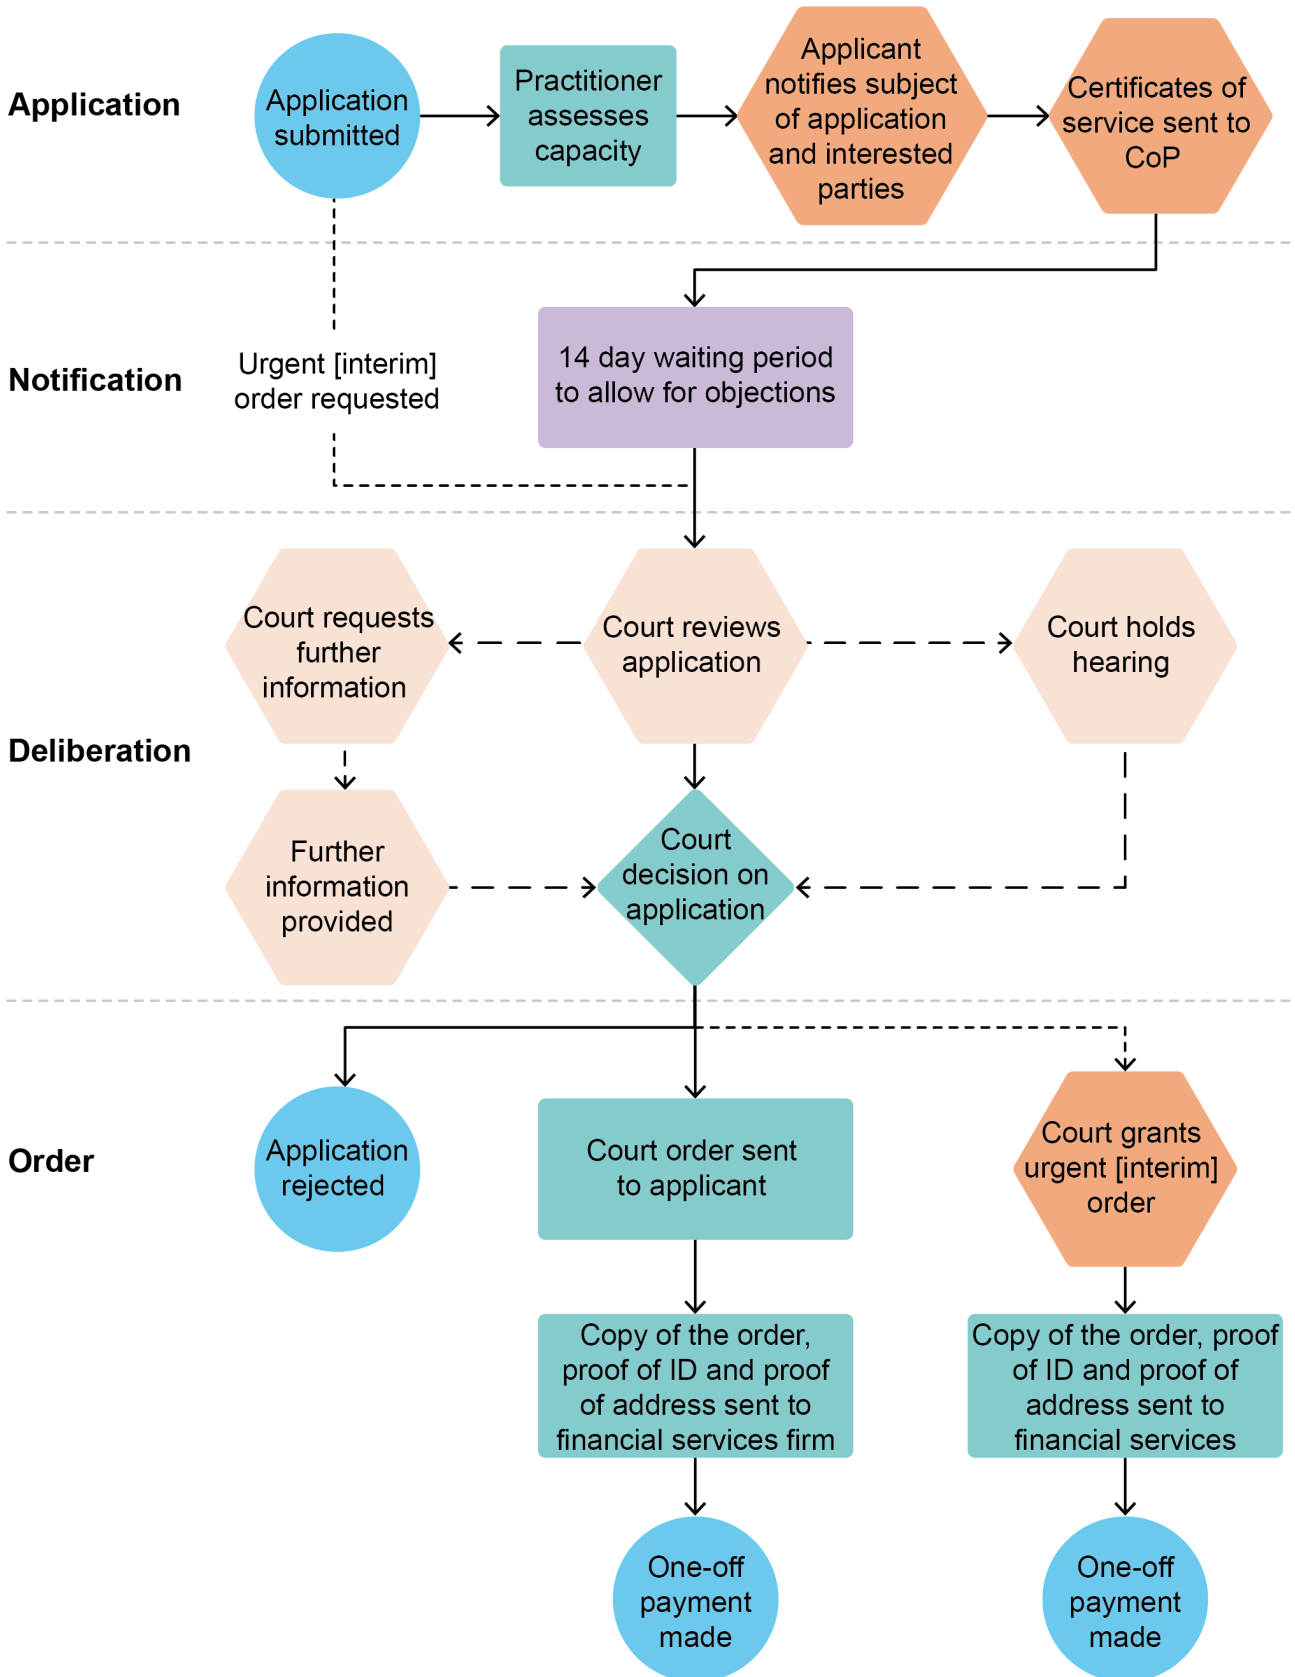 Application
Application
submitted
Practitioner
assesses
capacity
Applicant
notifies subject
of application
and interested
parties
Certificates of
service sent to
CoP
Notification
Urgent [interim]
order requested
14 day waiting period
to allow for objections
Deliberation
Court requests
further
information
Court reviews
application
Court holds
hearing
Further
information
provided
Court
decision on
application
Order
Application
rejected
Court order sent
to applicant
Court grants
urgent [interim]
order
Copy of the order,
proof of ID and proof
of address sent to
financial services firm
Copy of the order, proof
of ID and proof of
address sent to
financial services
One-off
payment
made
One-off
payment
made